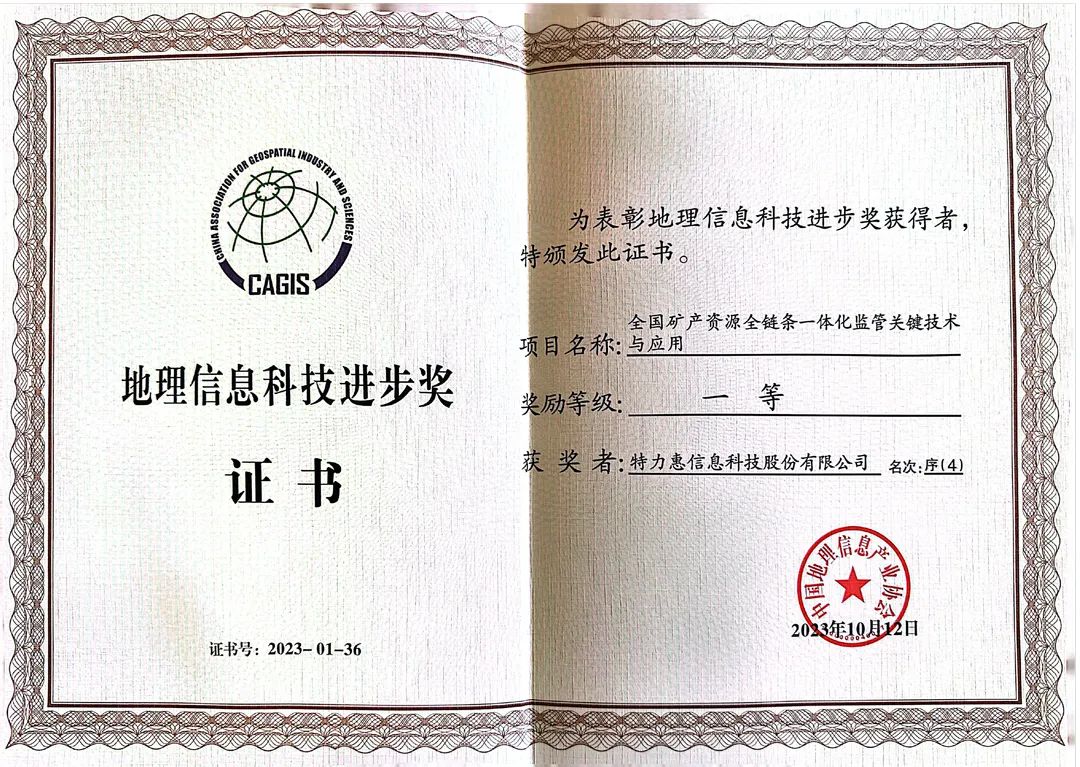 CHINA ASSOCIATION FOR GEOSPATIAL INDUSTRY AND SCIENCES
CAGIS
地理信息科技进步奖
证书
证书号：2023-01-36
为表彰地理信息科技进步奖获得者，
特颁发此证书。
全国矿产资源全链条一体化监管关键技术
项目名称：与应用
奖励等级：一 等
获 奖 者：特力惠信息科技股份有限公司 名次：序(4)
中国地理信息产业协会
2023年10月12日